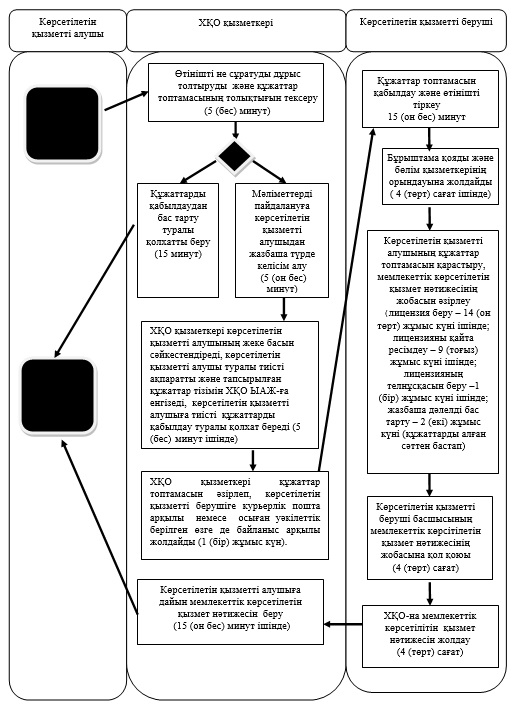 Көрсетілетін
қызметті алушы
ХҚО қызметкері
Көрсетілетін қызметті беруші
Өтінішті не сұратуды дұрыс
толтыруды және құжаттар
топтамасының толықтығын тексеру
(5 (бес) минут)
Құжаттарды
қабылдаудан
бас тарту
туралы
қолхатты беру
(15 минут)
Мәліметтерді
пайдалануға
көрсетілетін
қызметті
алушыдан
жазбаша түрде
келісім алу
(5 (он бес)
минут)
ХҚО қызметкері көрсетілетін
қызметті алушының жеке басын
сәйкестендіреді, көрсетілетін
қызметті алушы туралы тиісті
ақпаратты және тапсырылған
құжаттар тізімін ХҚО ЫАЖ-ға
енгізеді, көрсетілетін қызметті
алушыға тиісті құжаттарды
қабылдау туралы қолхат береді (5
(бес) минут ішінде)
ХҚО қызметкері құжаттар
топтамасын әзірлеп, көрсетілетін
қызметті берушіге курьерлік пошта
арқылы немесе осыған уәкілеттік
берілген өзге де байланыс арқылы
жолдайды (1 (бір) жұмыс күн).
Көрсетілетін қызметті алушыға
дайын мемлекеттік көрсетілетін
қызмет нәтижесін беру
(15 (он бес) минут ішінде)
Құжаттар топтамасын
қабылдау және өтінішті
тіркеу
15 (он бес) минут
Бұрыштама қояды және
бөлім қызметкерінің
орындауына жолдайды
( 4 (төрт) сағат ішінде)
Көрсетілетін қызметті
алушының құжаттар
топтамасын қарастыру,
мемлекеттік көрсетілетін
қызмет нәтижесінің
жобасын әзірлеу
(лицензия беру – 14 (он
төрт) жұмыс күні ішінде;
лицензияны қайта
ресімдеу – 9 (тоғыз)
жұмыс күні ішінде;
лицензияның
телнұсқасын беру –1
(бір) жұмыс күні ішінде;
жазбаша дәлелді бас
тарту – 2 (екі) жұмыс
күні (құжаттарды алған
сәттен бастап)
Көрсетілетін қызметті
беруші басшысының
мемлекеттік көрсітілетін
қызмет нәтижесінің
жобасына қол қоюы
(4 (төрт) сағат)
ХҚО-на мемлекеттік
көрсетілітін қызмет
нәтижесін жолдау
(4 (төрт) сағат)